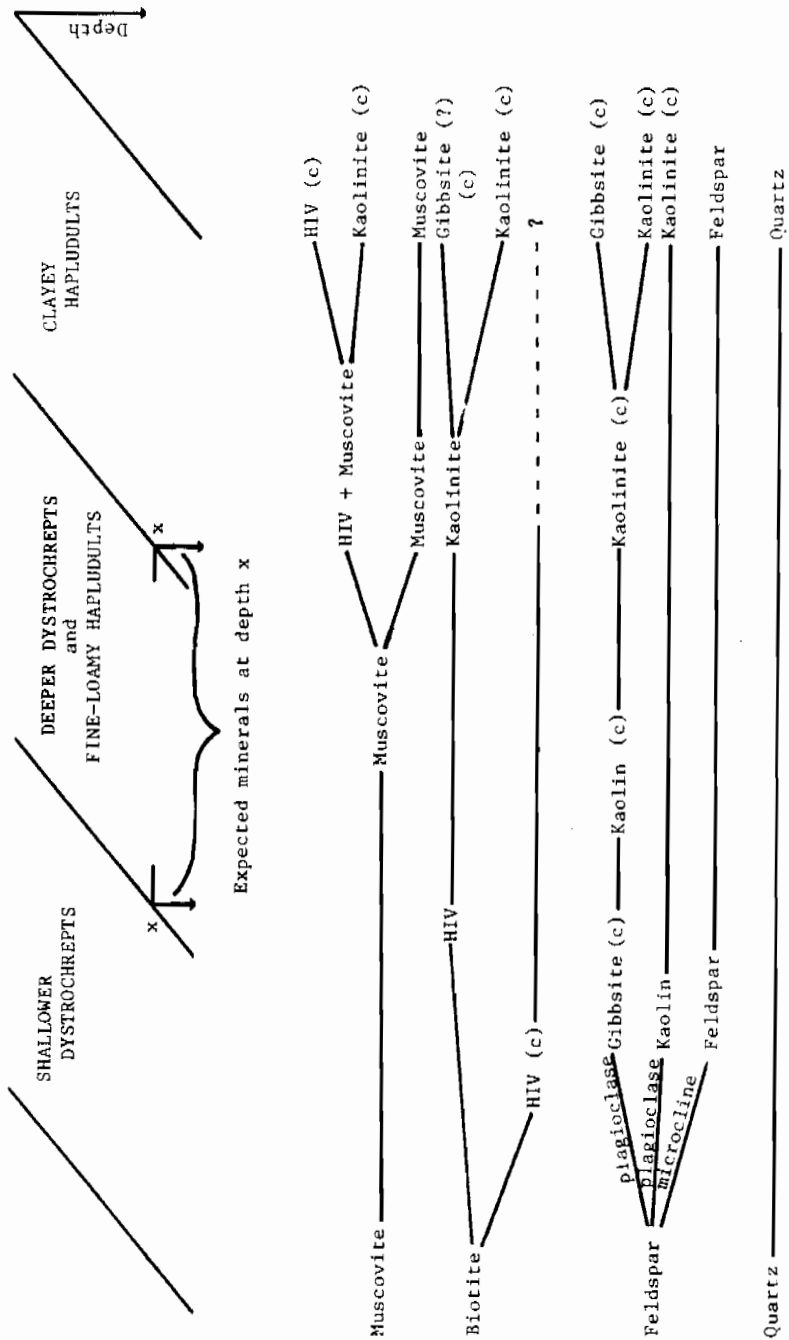 Depth
SHALLOWER
DYSTROCHREPTS
DEEPER DYSTROCHREPTS
and
FINE-LOAMY HAPLUDULTS
CLAYEY
HAPLUDULTS
x
x
Expected minerals at depth x
Muscovite
Muscovite
HIV + Muscovite
HIV (c)
Kaolinite (c)
Muscovite
Muscovite
Biotite
HIV
Kaolinite
Gibbsite (?)
(c)
Kaolinite (c)
HIV (c)
?
Feldspar
plagioclase
Gibbsite (c)
Kaolin (c)
Kaolinite (c)
Gibbsite (c)
Kaolinite (c)
plagioclase
Kaolin
Kaolinite (c)
microcline
Feldspar
Feldspar
Quartz
Quartz